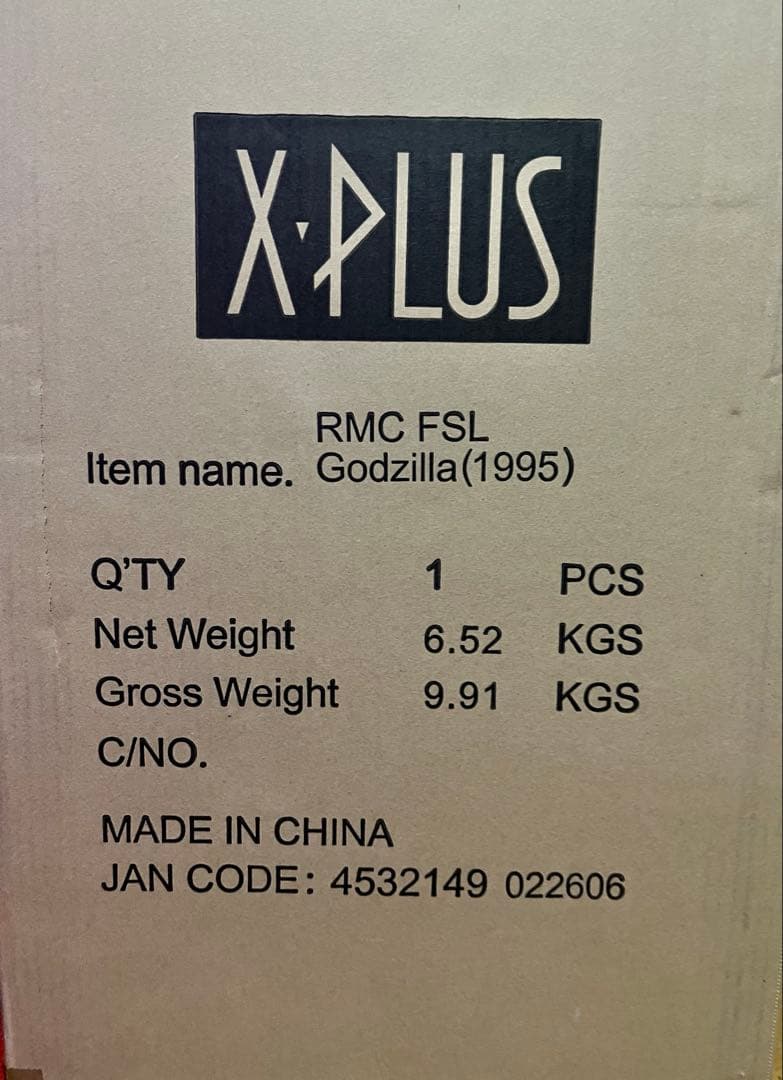 X·PLUS
RMC FSL
Item name. Godzilla(1995)
Q'TY 1 PCS
Net Weight 6.52 KGS
Gross Weight 9.91 KGS
C/NO.
MADE IN CHINA
JAN CODE: 4532149 022606